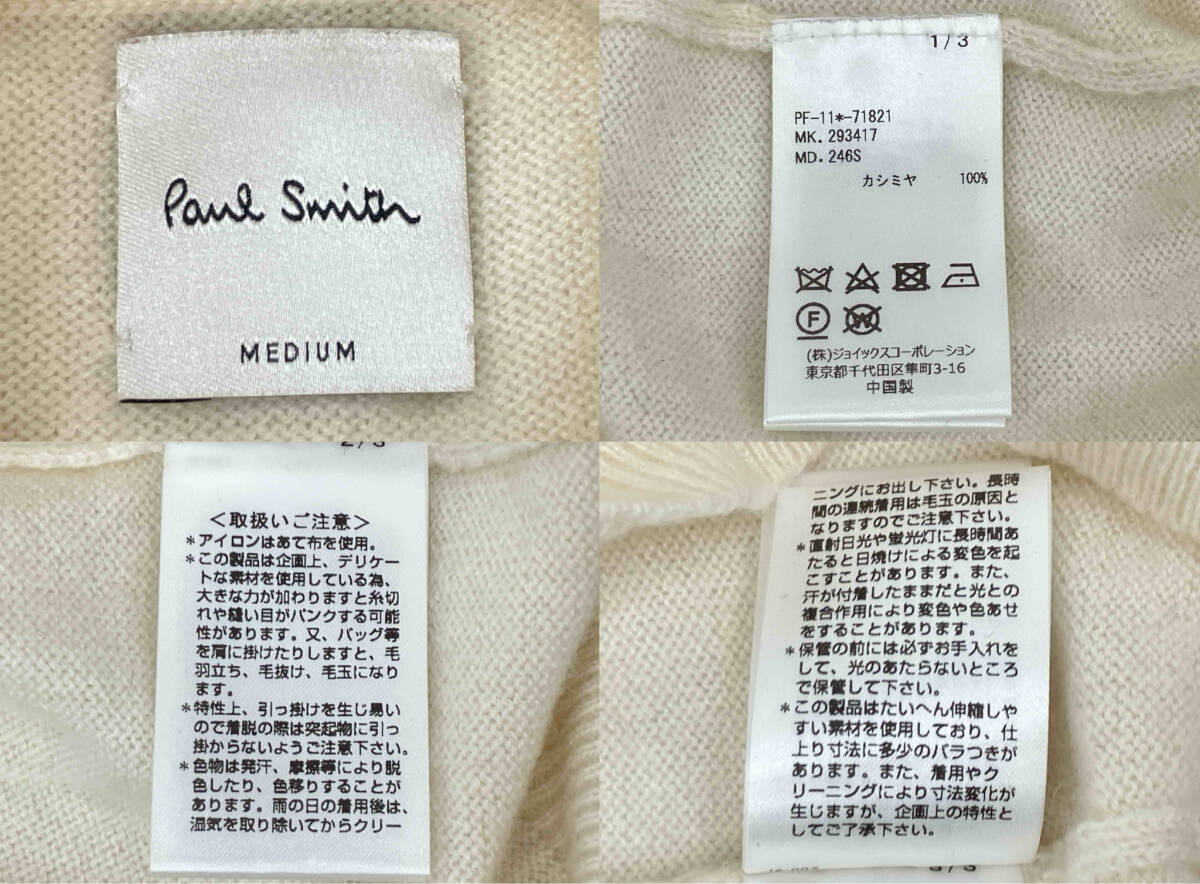 Paul Smith
MEDIUM
1/3
PF-11*-71821
MK. 293417
MD. 246S
カシミヤ 100%
F
W
(株)ジョイックスコーポレーション
東京都千代田区隼町3-16
中国製
2/3
＜取扱いご注意＞
*アイロンはあて布を使用。
*この製品は企画上、デリケー
トな素材を使用している為、
大きな力が加わりますと糸切
れや縫い目がパンクする可能
性があります。又、バッグ等
を肩に掛けたりしますと、毛
羽立ち、毛抜け、毛玉になり
ます。
*特性上、引っ掛けを生じ易い
ので着脱の際は突起物に引っ
掛からないようご注意下さい。
*色物は発汗、摩擦等により脱
色したり、色移りすることが
あります。雨の日の着用後は、
湿気を取り除いてからクリー
ニングにお出し下さい。長時
間の連続着用は毛玉の原因と
なりますのでご注意下さい。
*直射日光や蛍光灯に長時間あ
たると日焼けによる変色を起
こすことがあります。また、
汗が付着したままだと光との
複合作用により変色や色あせ
をすることがあります。
*保管の前には必ずお手入れを
して、光のあたらないところ
で保管して下さい。
*この製品はたいへん伸縮しや
すい素材を使用しており、仕
上り寸法に多少のバラつきが
あります。また、着用やク
リーニングにより寸法変化が
生じますが、企画上の特性と
してご了承下さい。
3/3